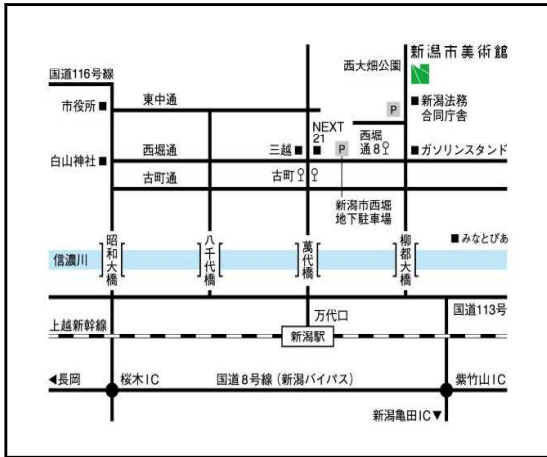 新潟市美術館
西大畑公園
国道116号線
P
新潟法務
合同庁舎
市役所
東中通
NEXT
21
P
西堀
通8
三越
ガソリンスタンド
白山神社
西堀通
古町通
古町
新潟市西堀
地下駐車場
みなとぴあ
信濃川
昭和大橋
八千代橋
萬代橋
柳都大橋
国道113号
万代口
上越新幹線
新潟駅
◀長岡
桜木IC
国道8号線（新潟バイパス）
紫竹山IC
新潟亀田IC▼